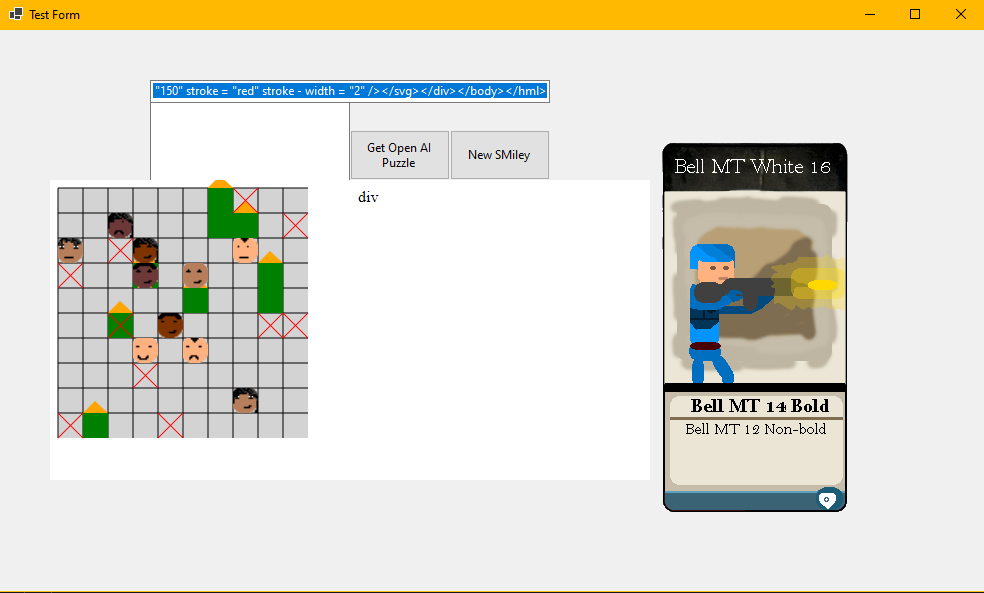 Test Form
"150" stroke = "red" stroke - width = "2" /></svg></div></body></hml>
Get Open AI
Puzzle
New SMiley
div
Bell MT White 16
Bell MT 14 Bold
Bell MT 12 Non-bold